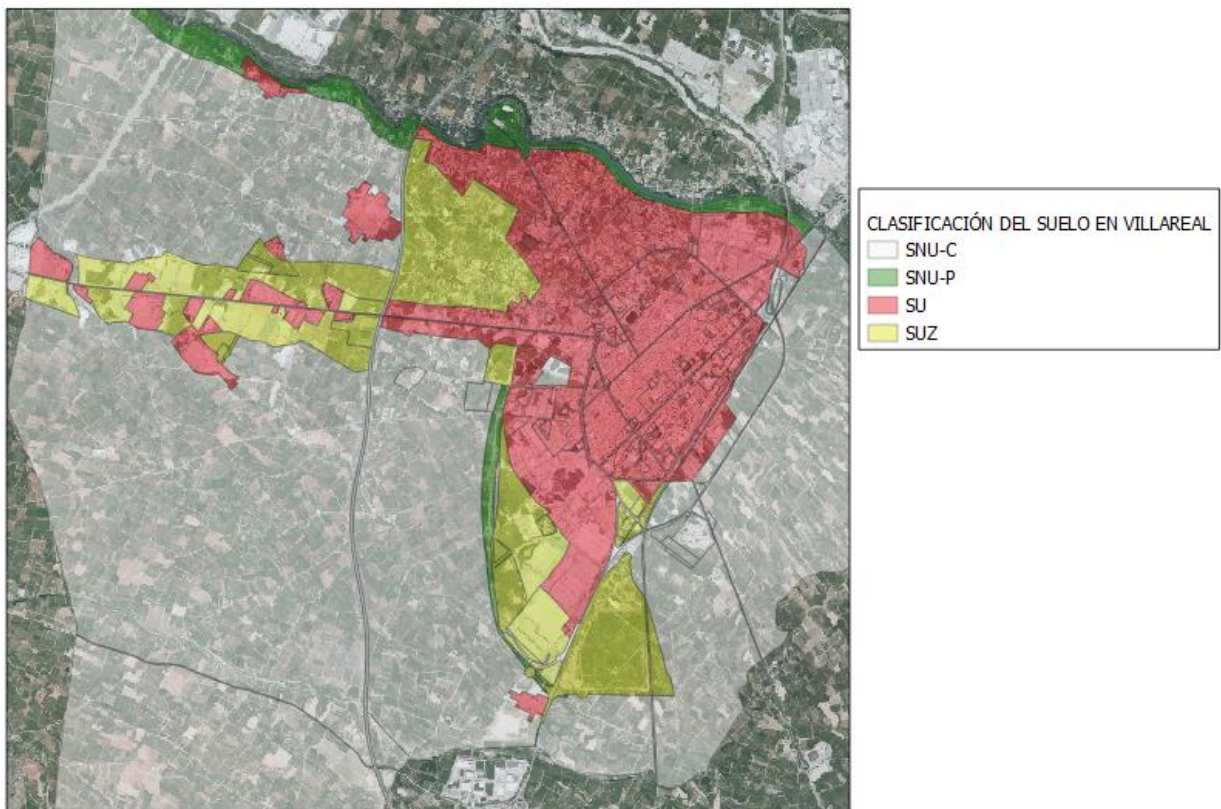 CLASIFICACIÓN DEL SUELO EN VILLAREAL
SNU-C
SNU-P
SU
SUZ